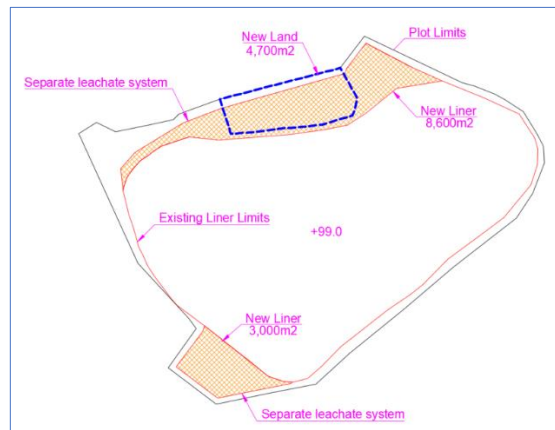 New Land
4,700m2
Plot Limits
Separate leachate system
New Liner
8,600m2
Existing Liner Limits
+99.0
New Liner
3,000m2
Separate leachate system